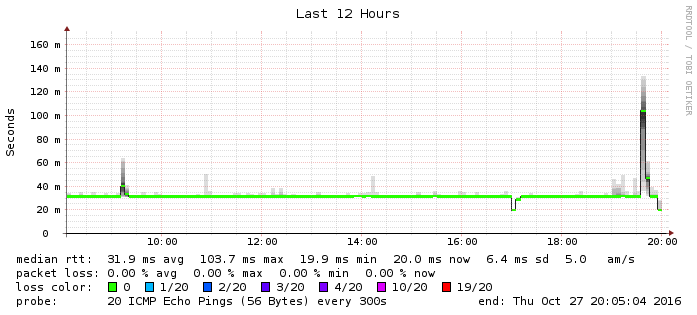 Last 12 Hours
RRDTOOL / TOBI OETIKER
Seconds
160 m
140 m
120 m
100 m
80 m
60 m
40 m
20 m
0
10:00 12:00 14:00 16:00 18:00 20:00
median rtt: 31.9 ms avg 103.7 ms max 19.9 ms min 20.0 ms now 6.4 ms sd 5.0 am/s
packet loss: 0.00 % avg 0.00 % max 0.00 % min 0.00 % now
loss color: 0 1/20 2/20 3/20 4/20 10/20 19/20
probe: 20 ICMP Echo Pings (56 Bytes) every 300s end: Thu Oct 27 20:05:04 2016